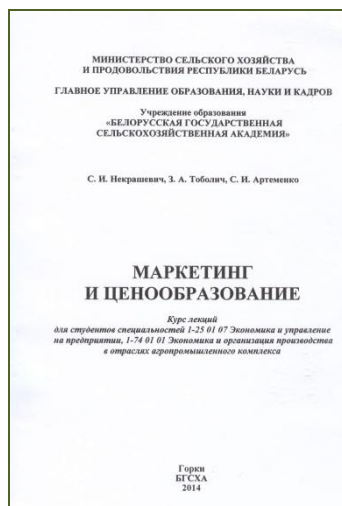 МИНИСТЕРСТВО СЕЛЬСКОГО ХОЗЯЙСТВА
И ПРОДОВОЛЬСТВИЯ РЕСПУБЛИКИ БЕЛАРУСЬ
ГЛАВНОЕ УПРАВЛЕНИЕ ОБРАЗОВАНИЯ, НАУКИ И КАДРОВ
Учреждение образования
«БЕЛОРУССКАЯ ГОСУДАРСТВЕННАЯ
СЕЛЬСКОХОЗЯЙСТВЕННАЯ АКАДЕМИЯ»
С. И. Некрашевич, З. А. Тоболич, С. И. Артеменко
МАРКЕТИНГ
И ЦЕНООБРАЗОВАНИЕ
Курс лекций
для студентов специальностей 1-25 01 07 Экономика и управление
на предприятии, 1-74 01 01 Экономика и организация производства
в отраслях агропромышленного комплекса
Горки
БГСХА
2014